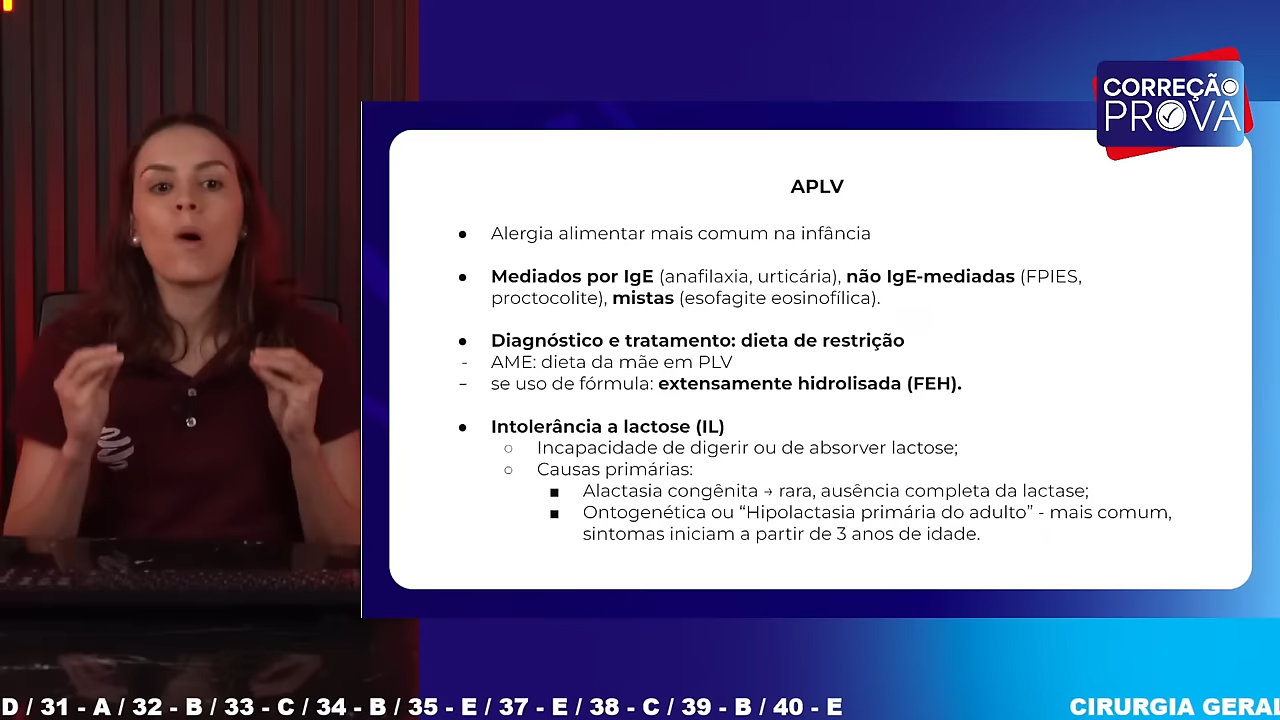 CORREÇÃO
PROVA
APLV
● Alergia alimentar mais comum na infância
● Mediados por IgE (anafilaxia, urticária), não IgE-mediadas (FPIES,
proctocolite), mistas (esofagite eosinofílica).
● Diagnóstico e tratamento: dieta de restrição
- AME: dieta da mãe em PLV
- se uso de fórmula: extensamente hidrolisada (FEH).
● Intolerância a lactose (IL)
○ Incapacidade de digerir ou de absorver lactose;
○ Causas primárias:
■ Alactasia congênita → rara, ausência completa da lactase;
■ Ontogenética ou “Hipolactasia primária do adulto” - mais comum,
sintomas iniciam a partir de 3 anos de idade.
D / 31 - A / 32 - B / 33 - C / 34 - B / 35 - E / 37 - E / 38 - C / 39 - B / 40 - E
CIRURGIA GERAL